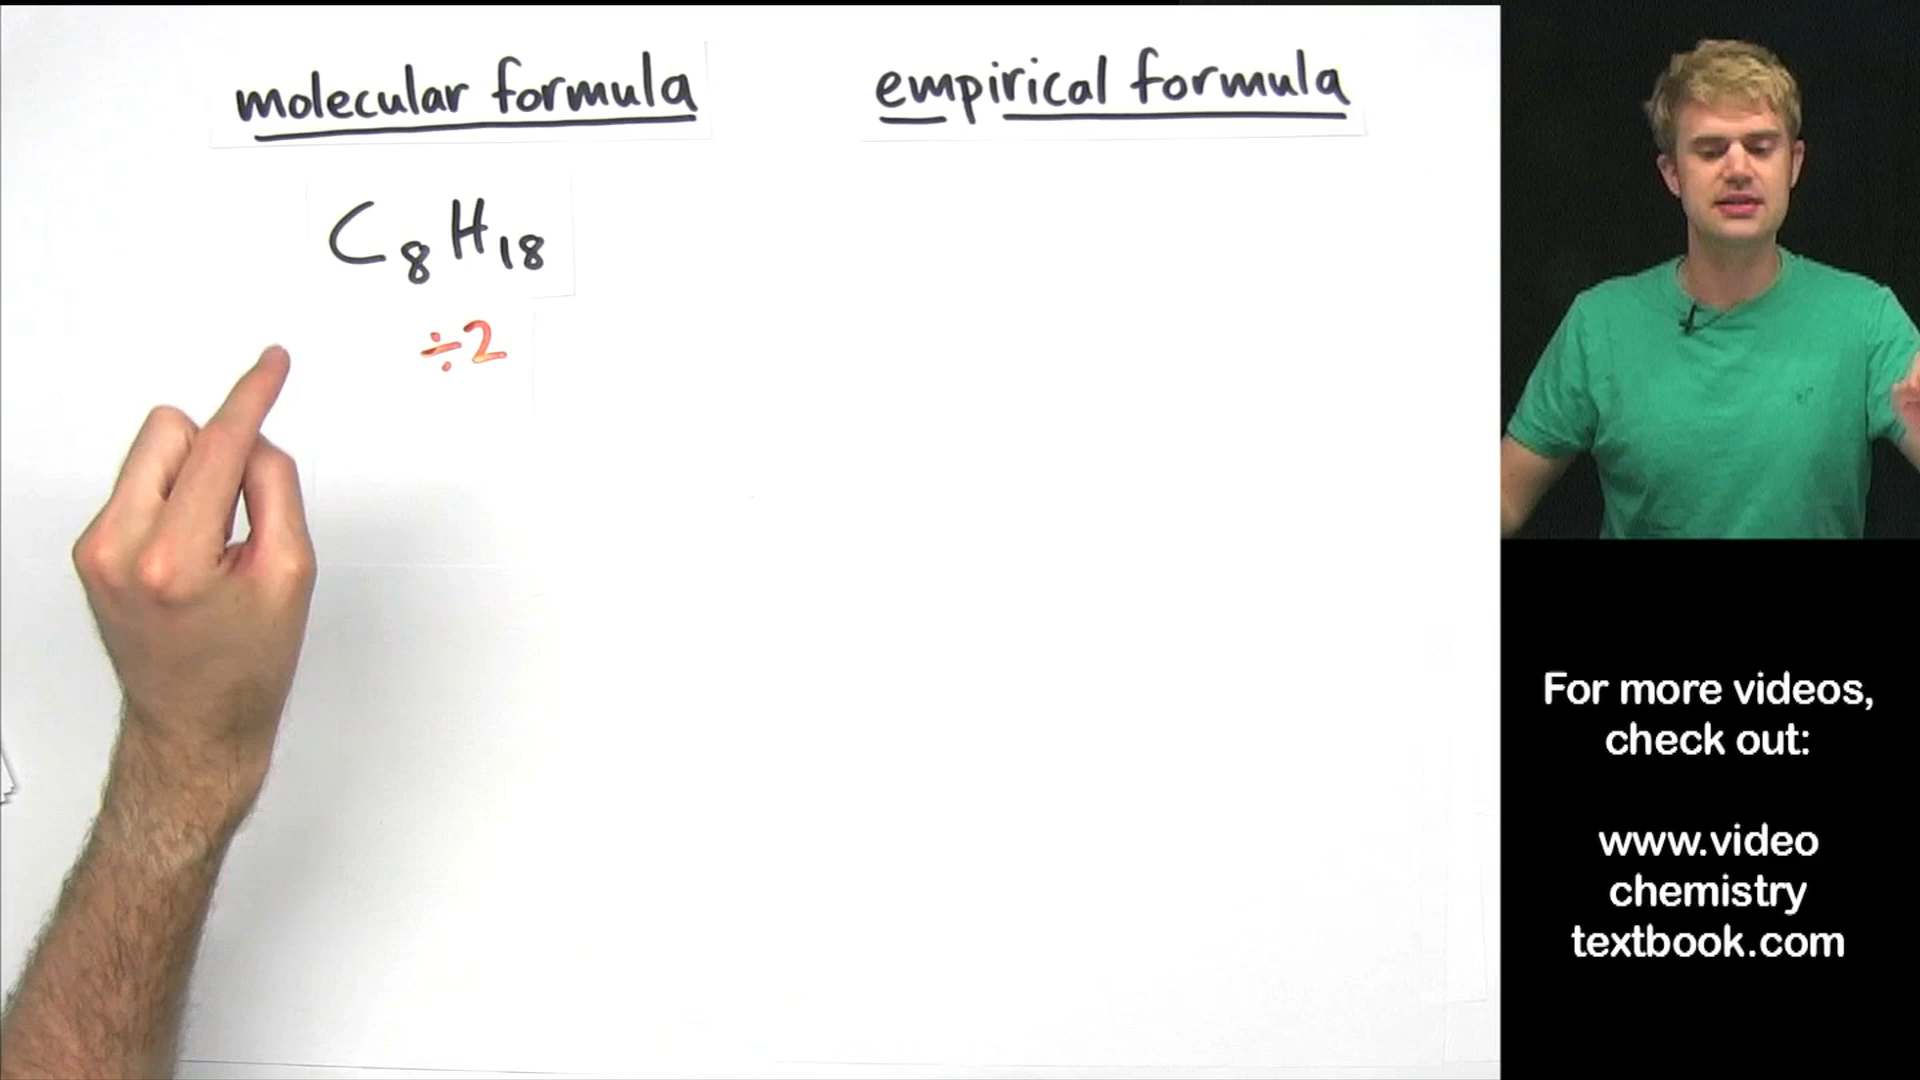 molecular formula
empirical formula
C₈H₁₈
÷2
For more videos,
check out:
www.video
chemistry
textbook.com